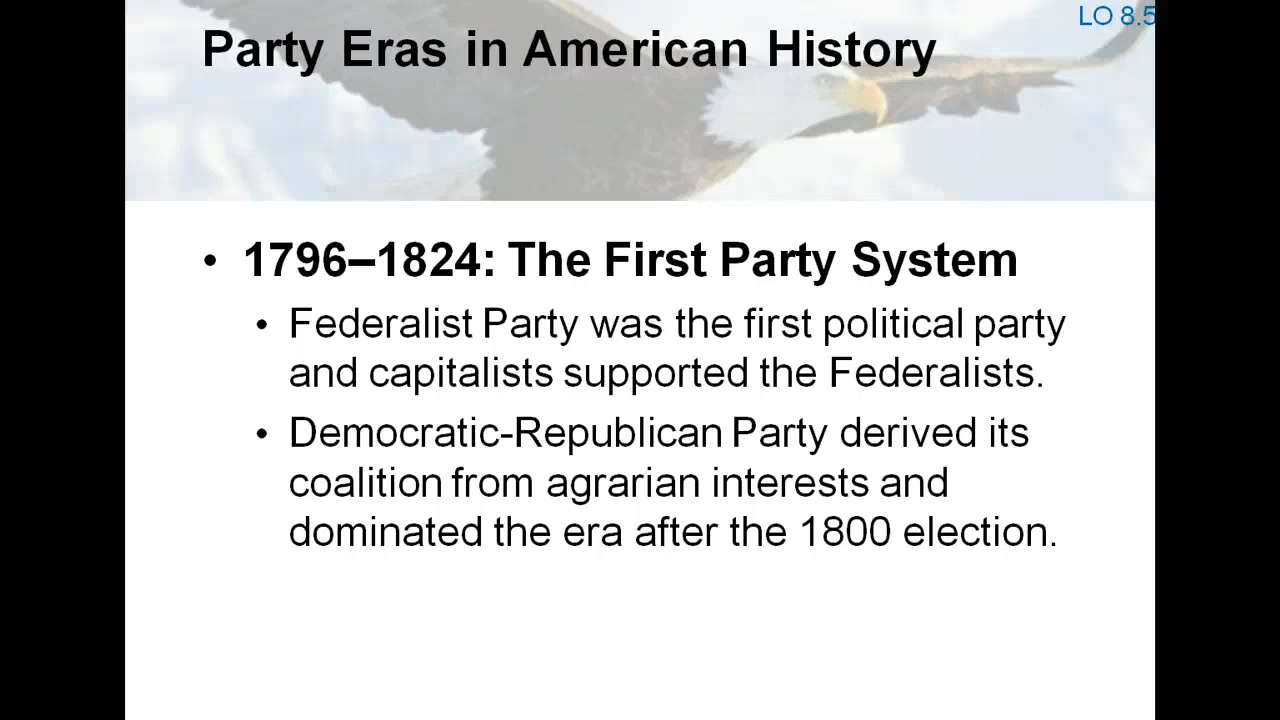 LO 8.5
Party Eras in American History
• 1796–1824: The First Party System
• Federalist Party was the first political party
and capitalists supported the Federalists.
• Democratic-Republican Party derived its
coalition from agrarian interests and
dominated the era after the 1800 election.